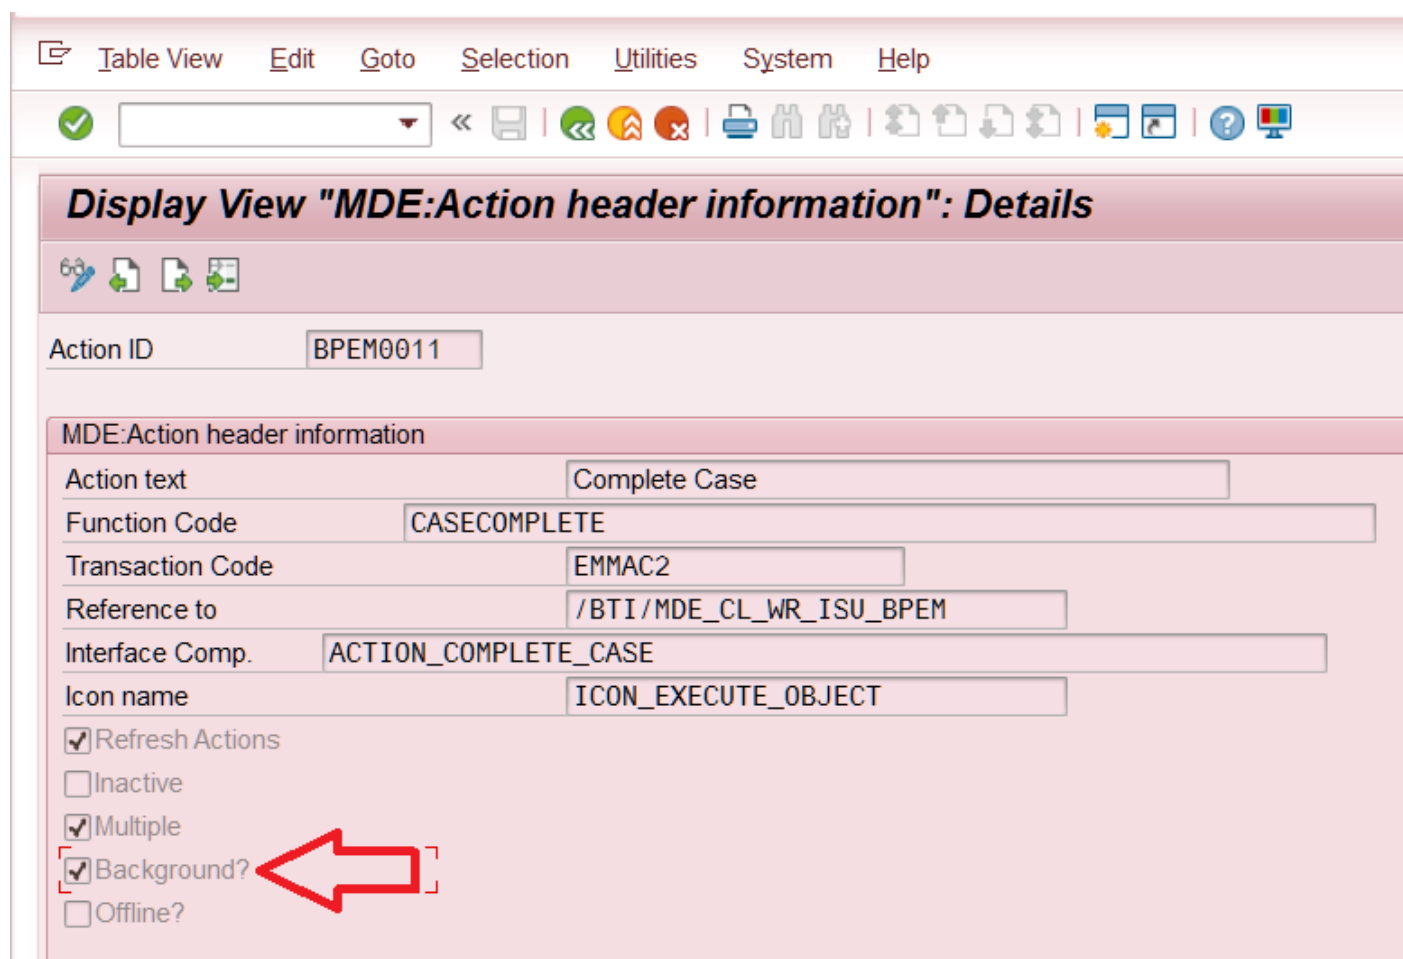 Table View Edit Goto Selection Utilities System Help
Display View "MDE:Action header information": Details
Action ID BPEM0011
MDE:Action header information
Action text Complete Case
Function Code CASECOMPLETE
Transaction Code EMMAC2
Reference to /BTI/MDE_CL_WR_ISU_BPEM
Interface Comp. ACTION_COMPLETE_CASE
Icon name ICON_EXECUTE_OBJECT
Refresh Actions
Inactive
Multiple
Background?
Offline?